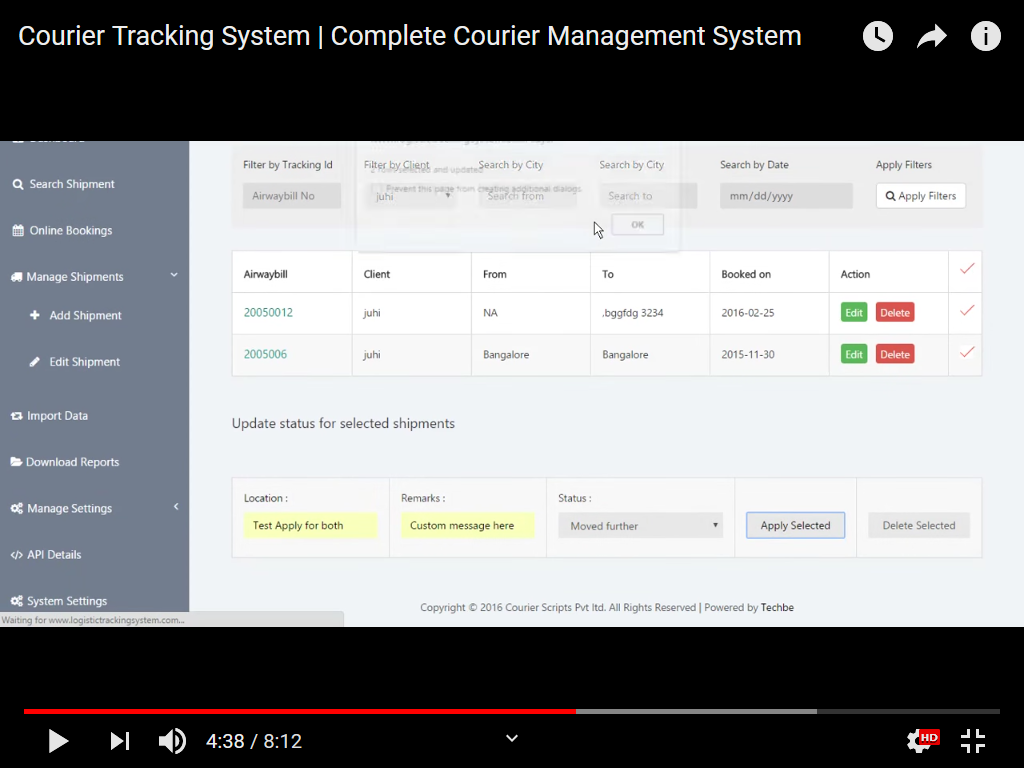 Courier Tracking System | Complete Courier Management System
Search Shipment
Online Bookings
Manage Shipments
Add Shipment
Edit Shipment
Import Data
Download Reports
Manage Settings
API Details
System Settings
Waiting for www.logistictrackingsystem.com...
Filter by Tracking Id Filter by Client Search by City Search by City Search by Date Apply Filters
selected and updated
Prevent this page from creating additional dialogs.
Airwaybill No juhi Search from Search to mm/dd/yyyy Apply Filters
OK
Airwaybill Client From To Booked on Action
20050012 juhi NA .bggfdg 3234 2016-02-25 Edit Delete
2005006 juhi Bangalore Bangalore 2015-11-30 Edit Delete
Update status for selected shipments
Location : Remarks : Status :
Test Apply for both Custom message here Moved further Apply Selected Delete Selected
Copyright © 2016 Courier Scripts Pvt ltd. All Rights Reserved | Powered by Techbe
4:38 / 8:12
HD